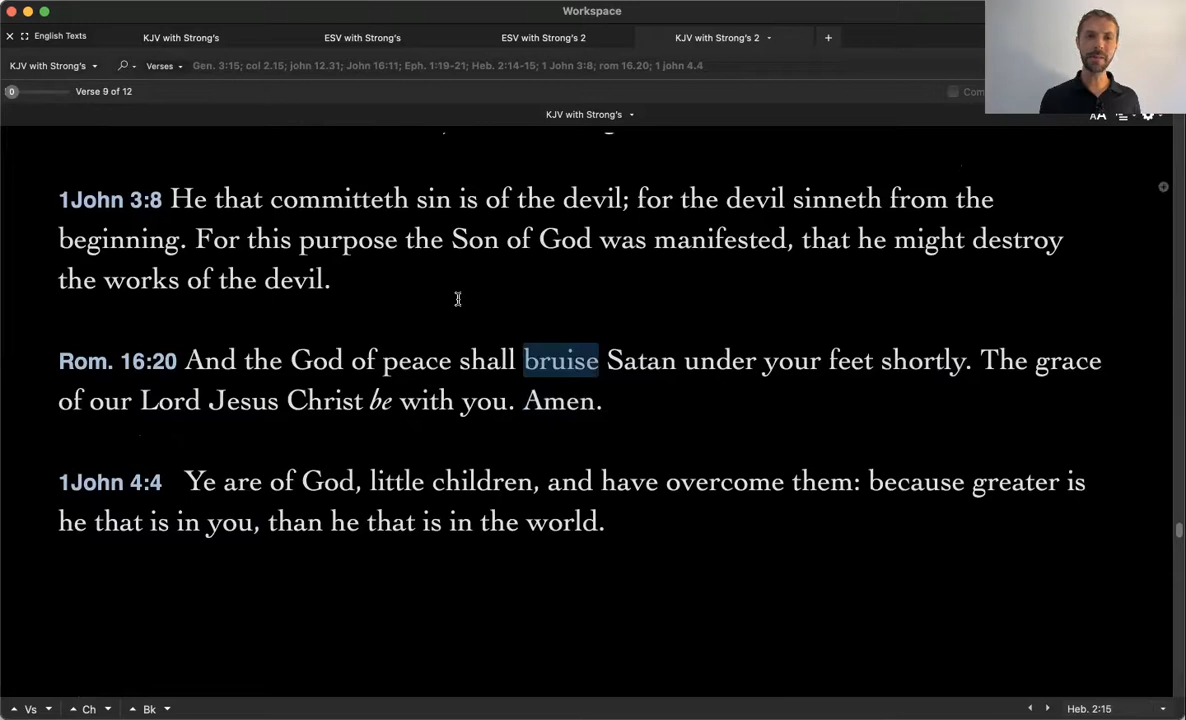 Workspace
English Texts
KJV with Strong's
ESV with Strong's
ESV with Strong's 2
KJV with Strong's 2
+
KJV with Strong's
Verses
Gen. 3:15; col 2.15; john 12.31; John 16:11; Eph. 1:19-21; Heb. 2:14-15; 1 John 3:8; rom 16.20; 1 john 4.4
0
Verse 9 of 12
Com
KJV with Strong's
AA
1John 3:8 He that committeth sin is of the devil; for the devil sinneth from the
beginning. For this purpose the Son of God was manifested, that he might destroy
the works of the devil.
Rom. 16:20 And the God of peace shall bruise Satan under your feet shortly. The grace
of our Lord Jesus Christ be with you. Amen.
1John 4:4 Ye are of God, little children, and have overcome them: because greater is
he that is in you, than he that is in the world.
Vs
Ch
Bk
Heb. 2:15